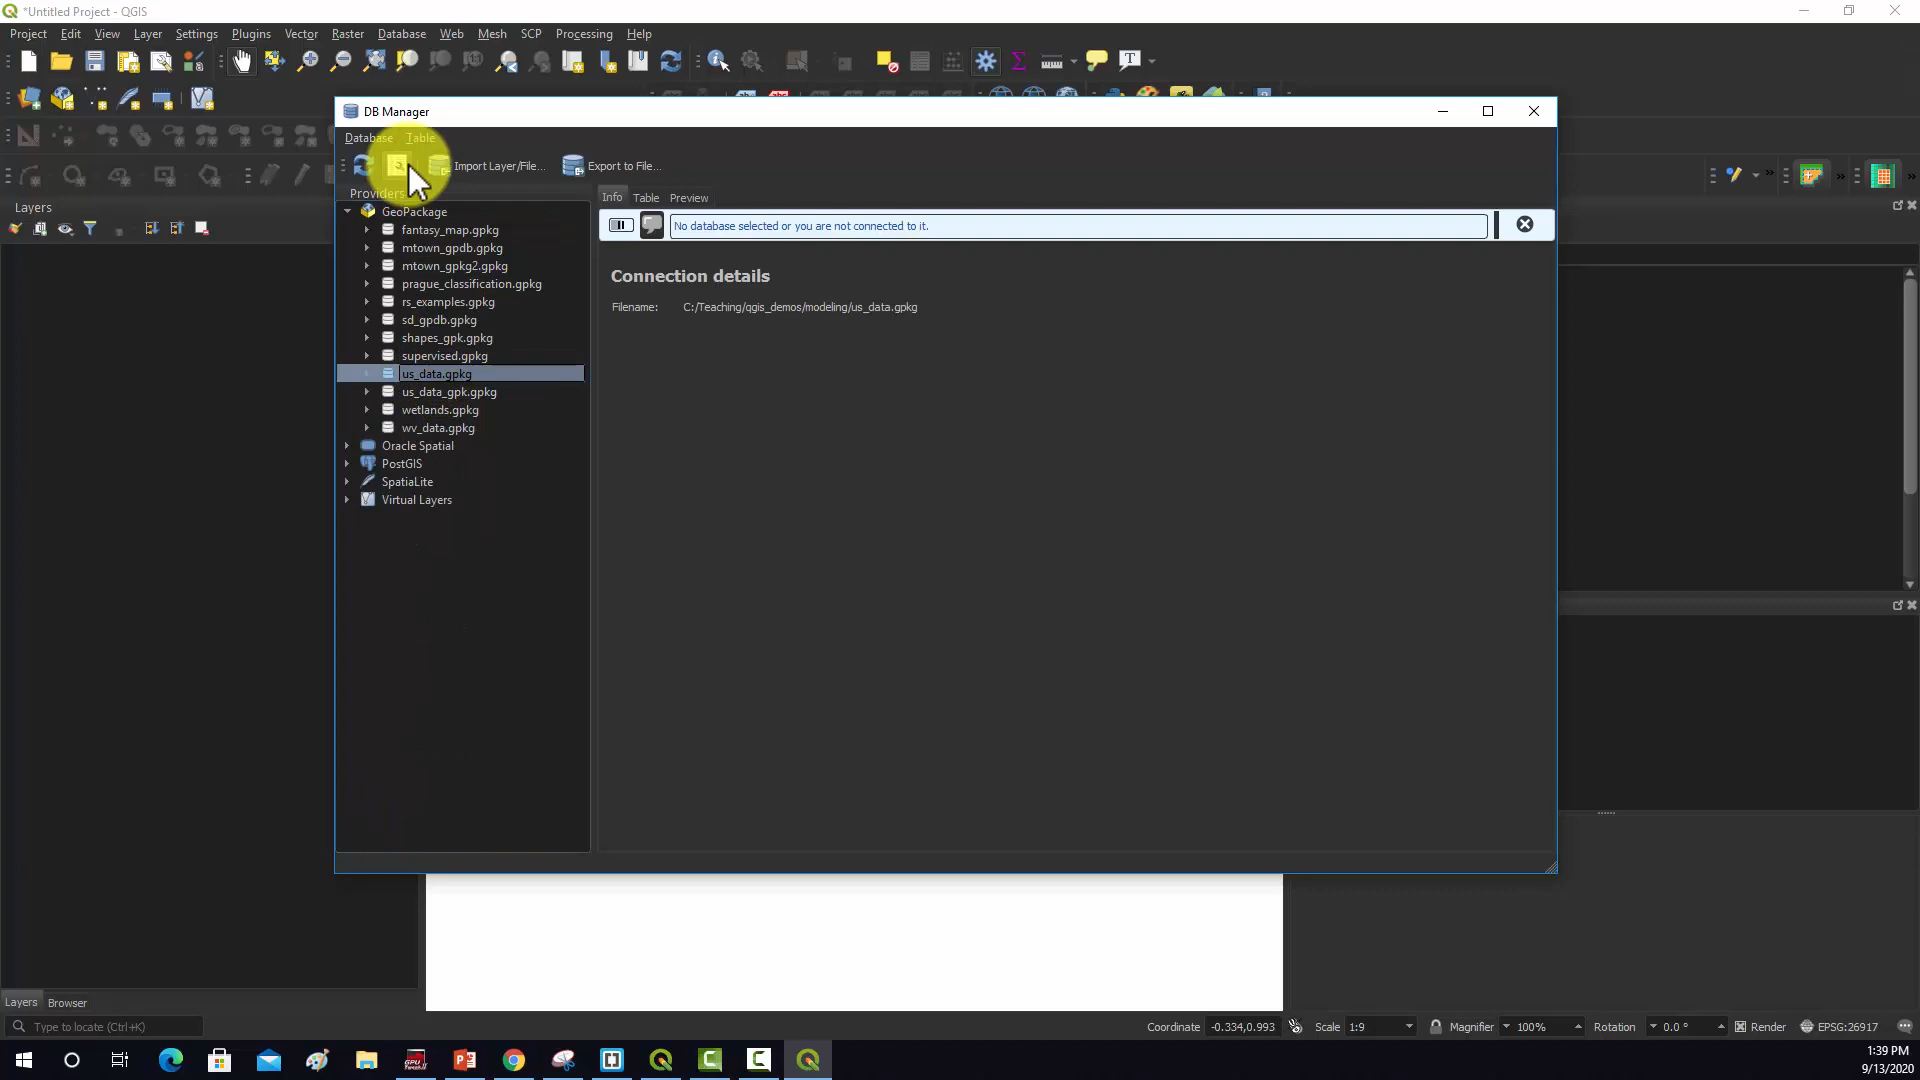 *Untitled Project - QGIS
Project Edit View Layer Settings Plugins Vector Raster Database Web Mesh SCP Processing Help
DB Manager
Database Table
Import Layer/File...
Export to File...
Providers
Info Table Preview
Layers
GeoPackage
fantasy_map.gpkg
mtown_gpdb.gpkg
mtown_gpkg2.gpkg
prague_classification.gpkg
rs_examples.gpkg
sd_gpdb.gpkg
shapes_gpk.gpkg
supervised.gpkg
us_data.gpkg
us_data_gpk.gpkg
wetlands.gpkg
wv_data.gpkg
Oracle Spatial
PostGIS
SpatiaLite
Virtual Layers
No database selected or you are not connected to it.
Connection details
Filename: C:/Teaching/qgis_demos/modeling/us_data.gpkg
Layers Browser
Type to locate (Ctrl+K)
Coordinate -0.334,0.993 Scale 1:9 Magnifier 100% Rotation 0.0 ° Render EPSG:26917
1:39 PM
9/13/2020